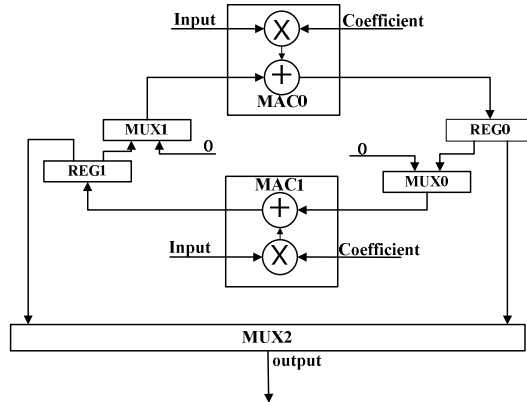 Input
Coefficient
X
+
MAC0
MUX1
REG0
0
0
REG1
MAC1
MUX0
+
Input
X
Coefficient
MUX2
output